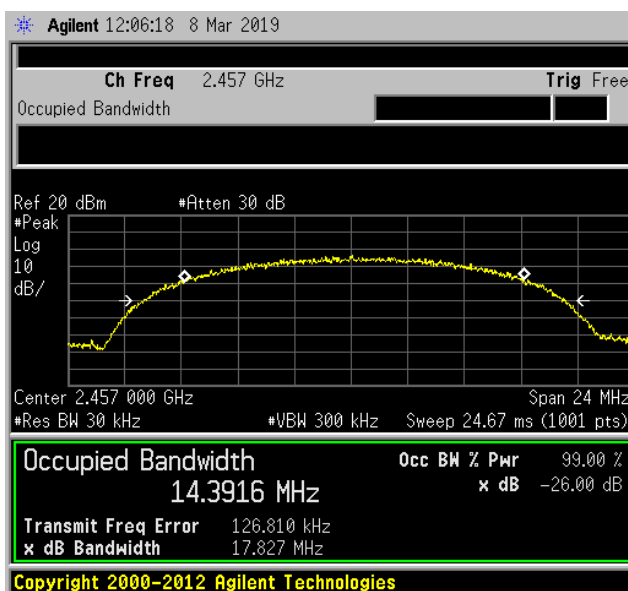 Agilent 12:06:18 8 Mar 2019
Ch Freq 2.457 GHz Trig Free
Occupied Bandwidth
Ref 20 dBm #Atten 30 dB
#Peak
Log
10
dB/
Center 2.457 000 GHz Span 24 MHz
#Res BW 30 kHz #VBW 300 kHz Sweep 24.67 ms (1001 pts)
Occupied Bandwidth Occ BW % Pwr 99.00 %
14.3916 MHz x dB -26.00 dB
Transmit Freq Error 126.810 kHz
x dB Bandwidth 17.827 MHz
Copyright 2000-2012 Agilent Technologies